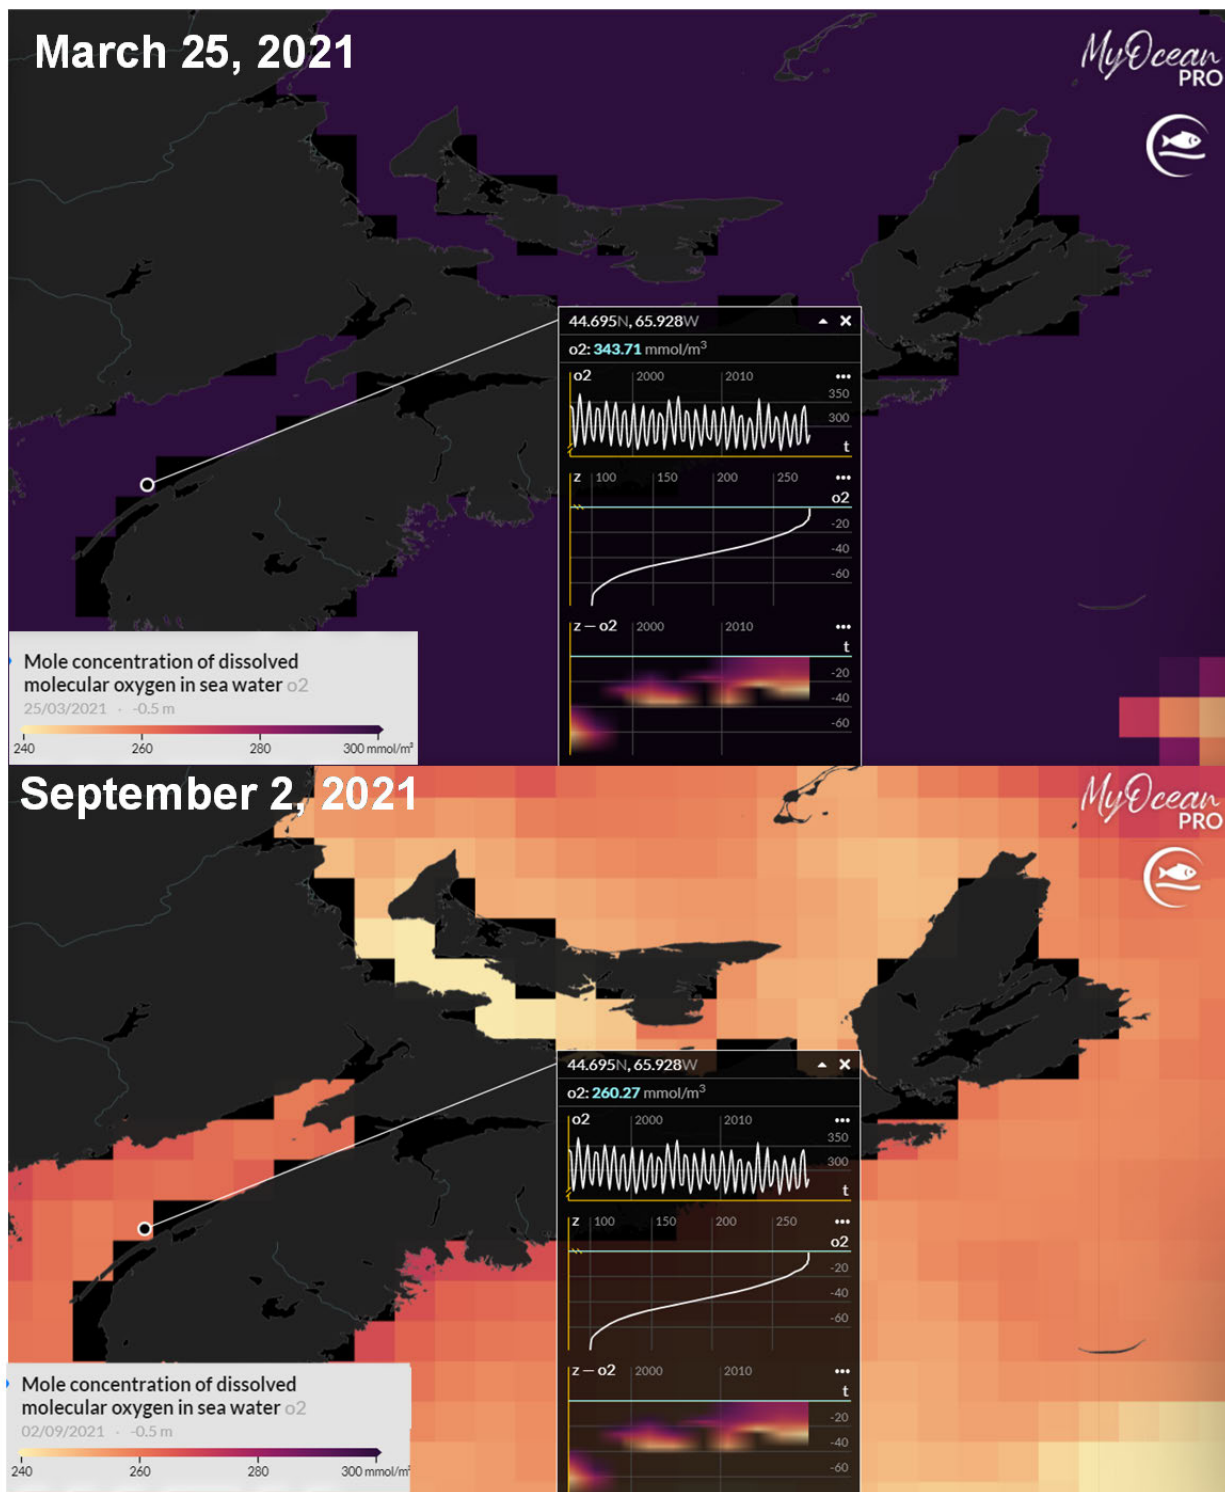 March 25, 2021
MyOcean
PRO
44.695N, 65.928W
o2: 343.71 mmol/m³
o2 2000 2010
350
300
t
z 100 150 200 250
o2
-20
-40
-60
z – o2 2000 2010
t
-20
-40
-60
Mole concentration of dissolved
molecular oxygen in sea water o2
25/03/2021 · -0.5 m
240 260 280 300 mmol/m³
September 2, 2021
MyOcean
PRO
44.695N, 65.928W
o2: 260.27 mmol/m³
o2 2000 2010
350
300
t
z 100 150 200 250
o2
-20
-40
-60
z – o2 2000 2010
t
-20
-40
-60
Mole concentration of dissolved
molecular oxygen in sea water o2
02/09/2021 · -0.5 m
240 260 280 300 mmol/m³